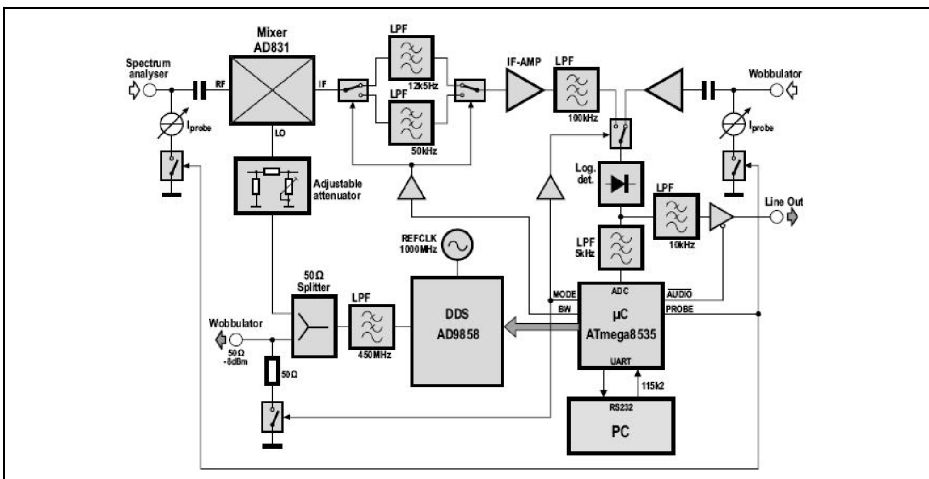 Mixer
AD831
Spectrum
analyser
RF
IF
LO
Iprobe
LPF
12k5Hz
LPF
50kHz
IF-AMP
LPF
100kHz
Wobbulator
Iprobe
Adjustable
attenuator
Log.
det.
LPF
10kHz
Line Out
LPF
5kHz
REFCLK
1000MHz
50Ω
Splitter
LPF
450MHz
DDS
AD9858
MODE
BW
ADC
µC
ATmega8535
UART
AUDIO
PROBE
Wobbulator
50Ω
-8dBm
50Ω
115k2
RS232
PC